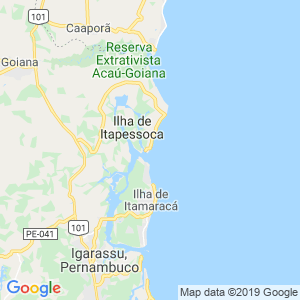 101
Caaporã
Reserva
Extrativista
Acaú-Goiana
Goiana
Ilha de
Itapessoca
Ilha de
Itamaracá
PE-041
101
Igarassu,
Pernambuco
Google
Map data ©2019 Google